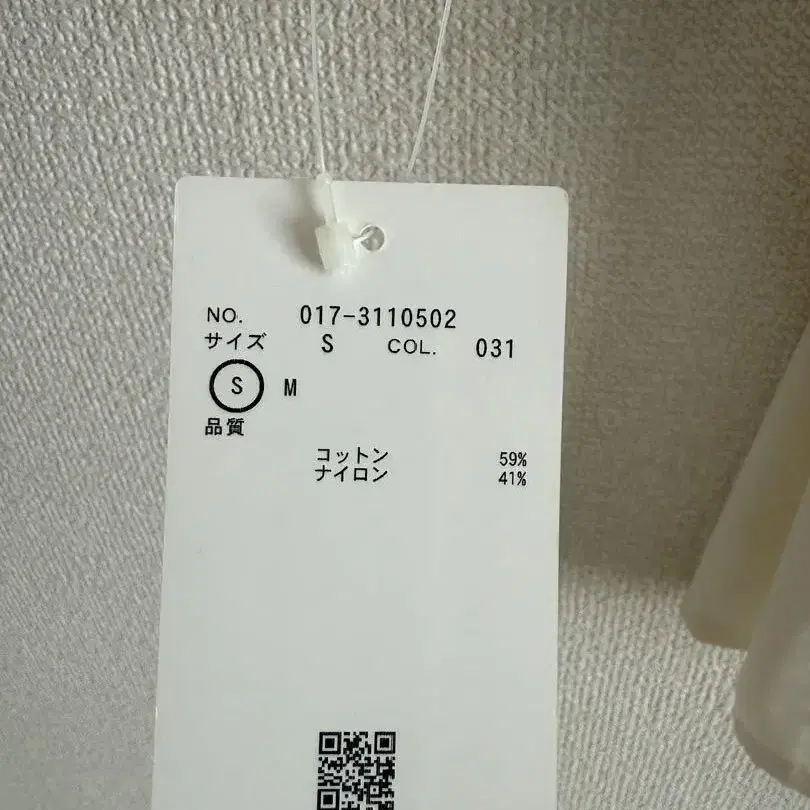 NO. 017-3110502
サイズ S COL. 031
S M
品質
コットン 59%
ナイロン 41%